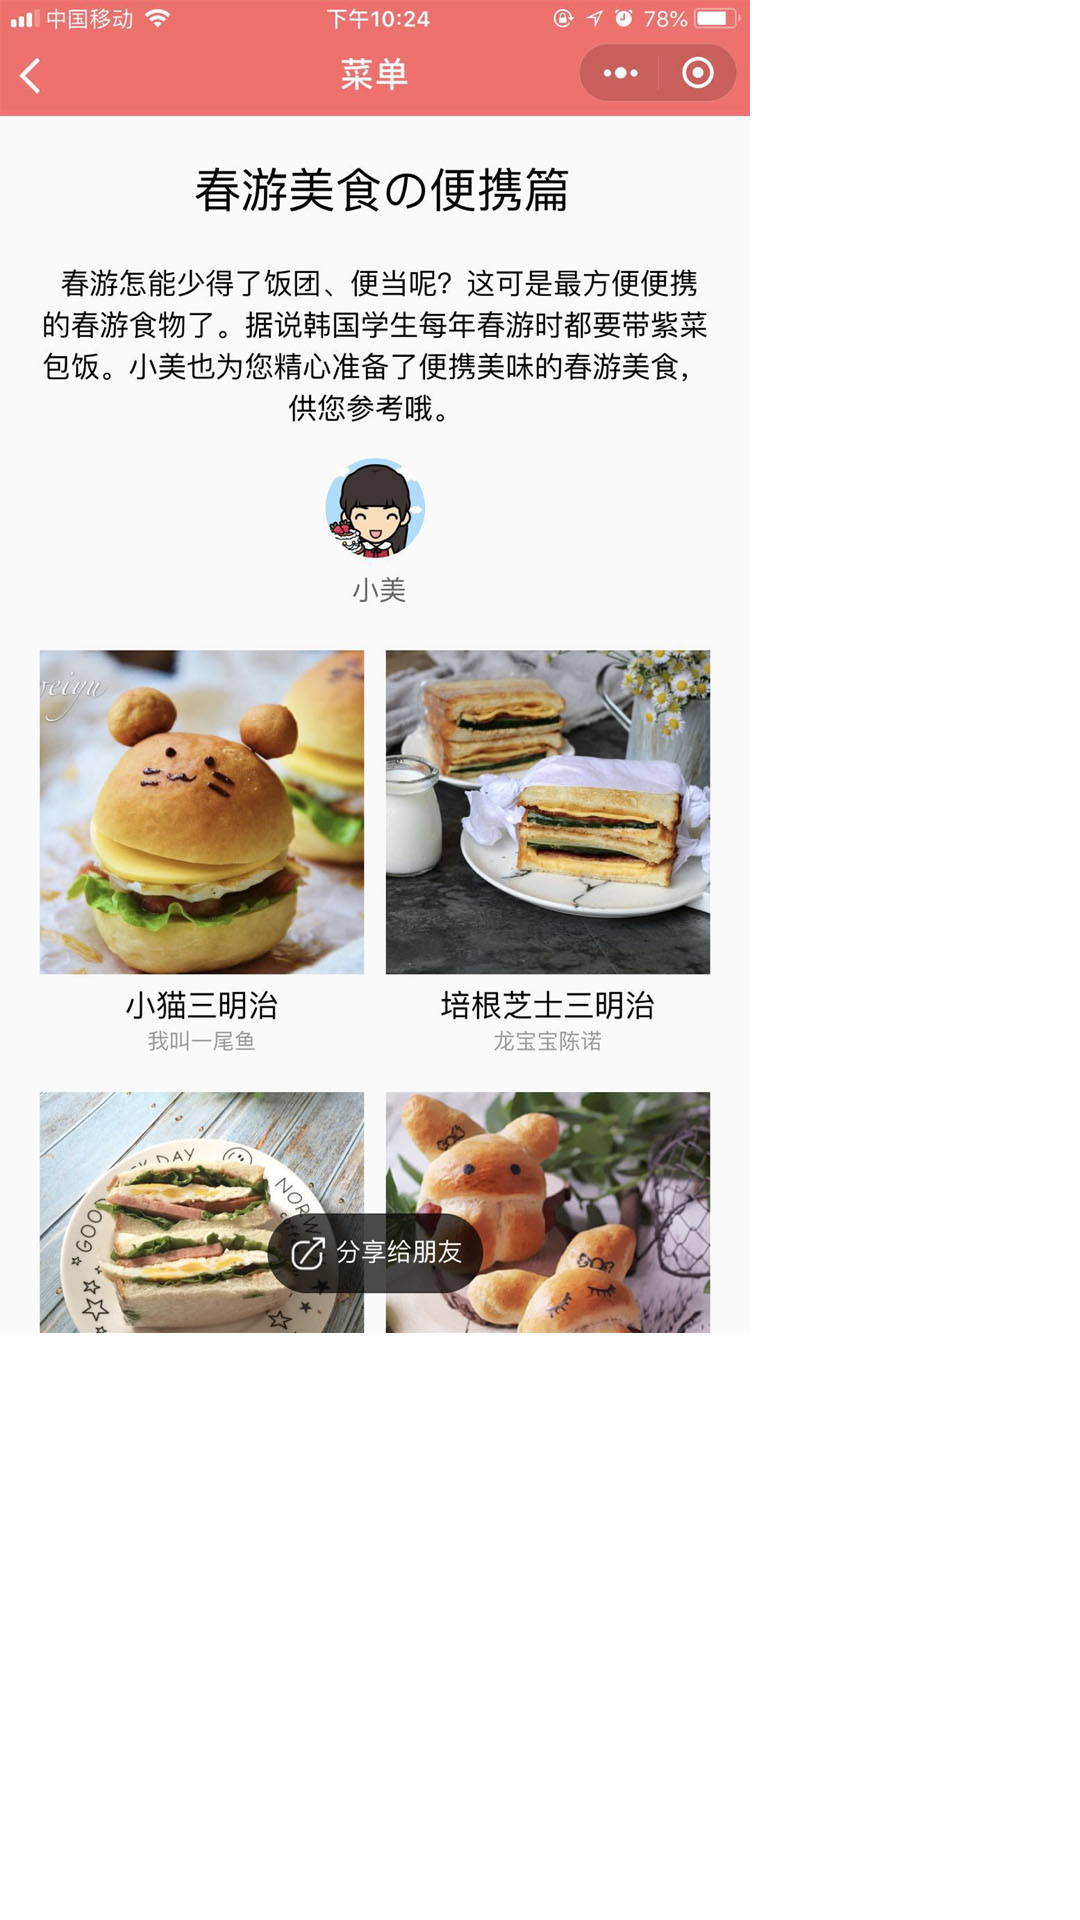 中国移动
下午10:24
78%
菜单
春游美食の便携篇
春游怎能少得了饭团、便当呢？这可是最方便便携
的春游食物了。据说韩国学生每年春游时都要带紫菜
包饭。小美也为您精心准备了便携美味的春游美食，
供您参考哦。
小美
weiyu
小猫三明治
我叫一尾鱼
培根芝士三明治
龙宝宝陈诺
DAY
GOOD
NORW
分享给朋友